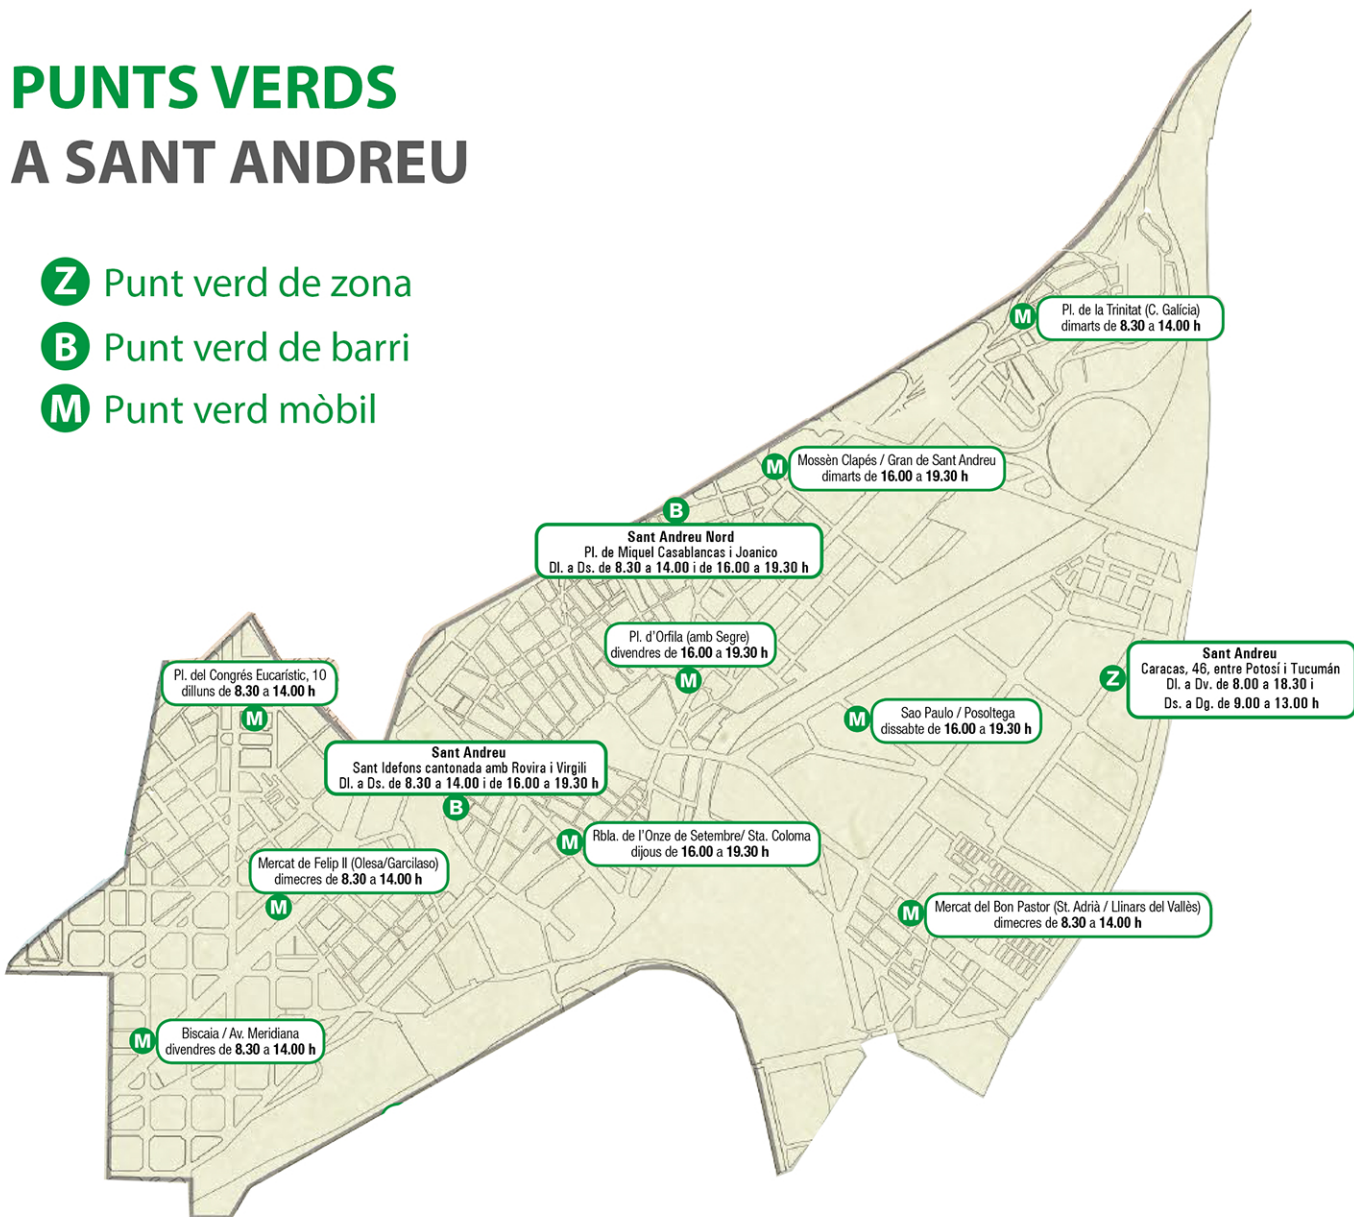 PUNTS VERDS
A SANT ANDREU
Z Punt verd de zona
B Punt verd de barri
M Punt verd mòbil
M
Pl. de la Trinitat (C. Galícia)
dimarts de 8.30 a 14.00 h
M
Mossèn Clapés / Gran de Sant Andreu
dimarts de 16.00 a 19.30 h
B
Sant Andreu Nord
Pl. de Miquel Casablancas i Joanico
Dl. a Ds. de 8.30 a 14.00 i de 16.00 a 19.30 h
Pl. d'Orfila (amb Segre)
divendres de 16.00 a 19.30 h
M
Z
Sant Andreu
Caracas, 46, entre Potosí i Tucumán
Dl. a Dv. de 8.00 a 18.30 i
Ds. a Dg. de 9.00 a 13.00 h
Pl. del Congrés Eucarístic, 10
dilluns de 8.30 a 14.00 h
M
M
Sao Paulo / Posoltega
dissabte de 16.00 a 19.30 h
Sant Andreu
Sant Idefons cantonada amb Rovira i Virgili
Dl. a Ds. de 8.30 a 14.00 i de 16.00 a 19.30 h
B
M
Rbla. de l'Onze de Setembre/ Sta. Coloma
dijous de 16.00 a 19.30 h
Mercat de Felip II (Olesa/Garcilaso)
dimecres de 8.30 a 14.00 h
M
M
Mercat del Bon Pastor (St. Adrià / Llinars del Vallès)
dimecres de 8.30 a 14.00 h
M
Biscaia / Av. Meridiana
divendres de 8.30 a 14.00 h